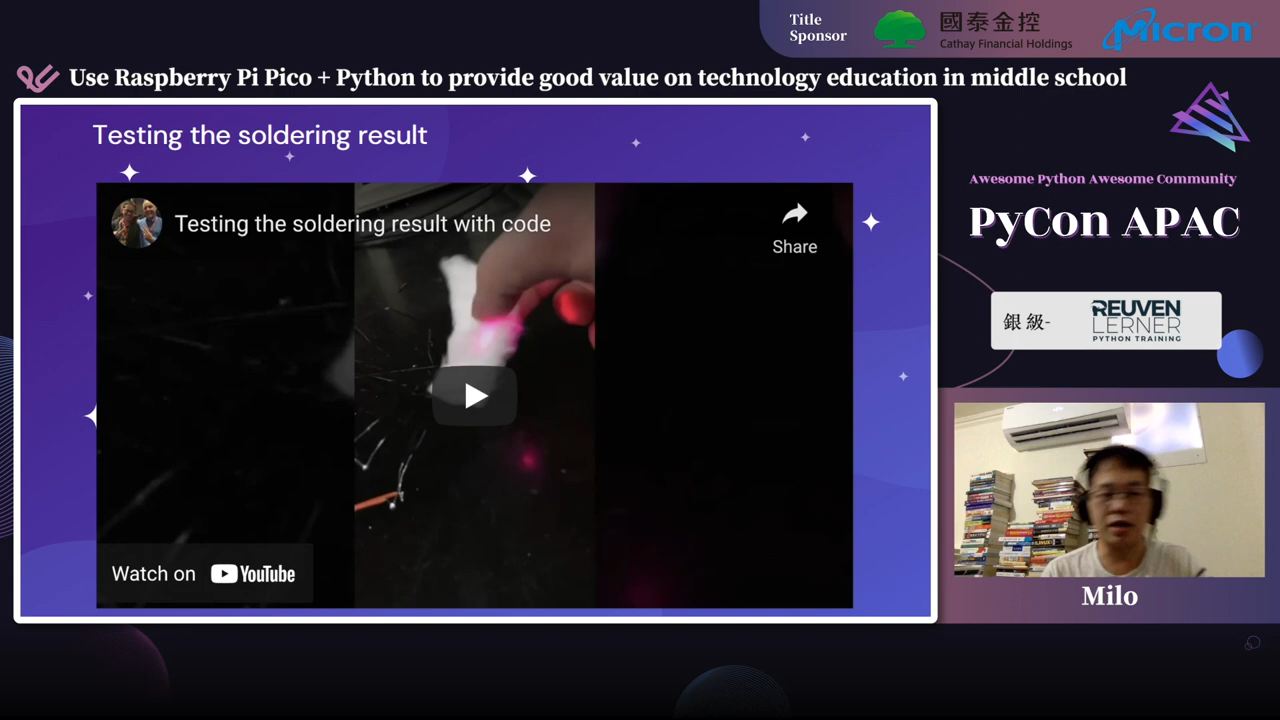 Title
Sponsor
國泰金控
Cathay Financial Holdings
Micron
Use Raspberry Pi Pico + Python to provide good value on technology education in middle school
Testing the soldering result
Testing the soldering result with code
Share
Watch on YouTube
Awesome Python Awesome Community
PyCon APAC
銀級-
REUVEN
LERNER
PYTHON TRAINING
Milo